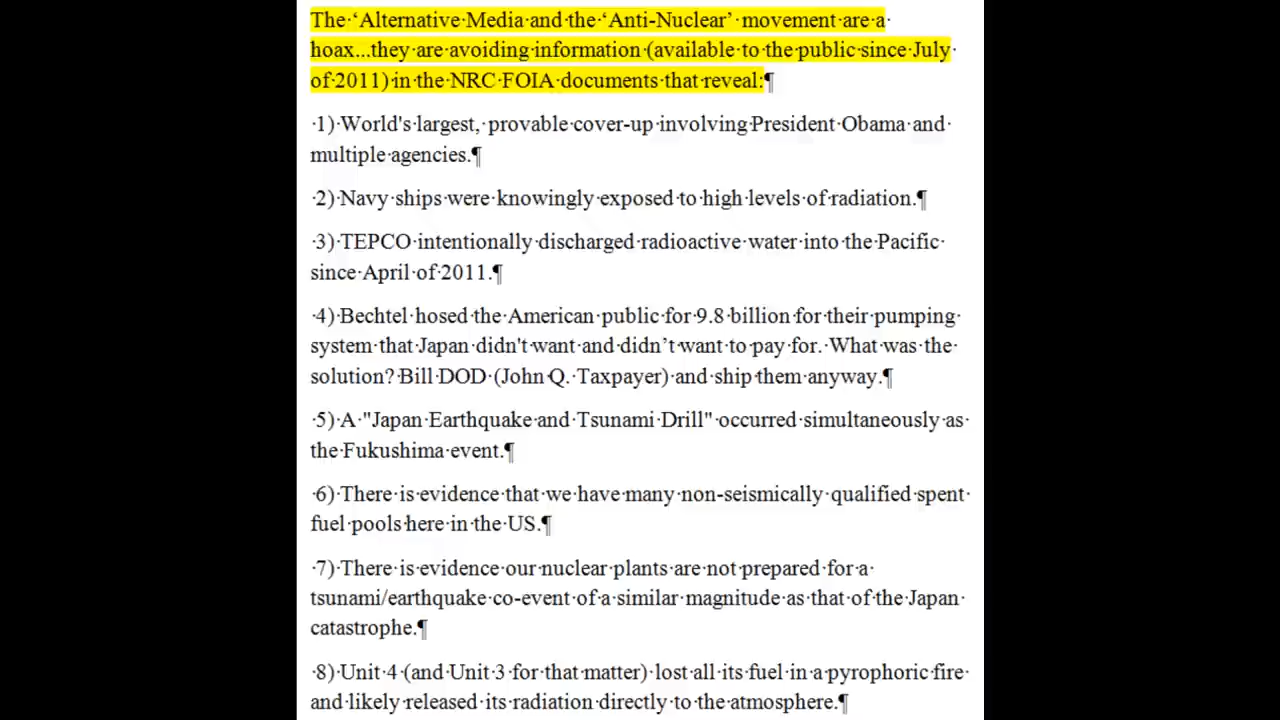 The ‘Alternative Media and the ‘Anti-Nuclear’ movement are a
hoax...they are avoiding information (available to the public since July
of 2011) in the NRC FOIA documents that reveal:¶
1) World's largest, provable cover-up involving President Obama and
multiple agencies.¶
2) Navy ships were knowingly exposed to high levels of radiation.¶
3) TEPCO intentionally discharged radioactive water into the Pacific
since April of 2011.¶
4) Bechtel hosed the American public for 9.8 billion for their pumping
system that Japan didn't want and didn’t want to pay for. What was the
solution? Bill DOD (John Q. Taxpayer) and ship them anyway.¶
5) A "Japan Earthquake and Tsunami Drill" occurred simultaneously as
the Fukushima event.¶
6) There is evidence that we have many non-seismically qualified spent
fuel pools here in the US.¶
7) There is evidence our nuclear plants are not prepared for a
tsunami/earthquake co-event of a similar magnitude as that of the Japan
catastrophe.¶
8) Unit 4 (and Unit 3 for that matter) lost all its fuel in a pyrophoric fire
and likely released its radiation directly to the atmosphere.¶